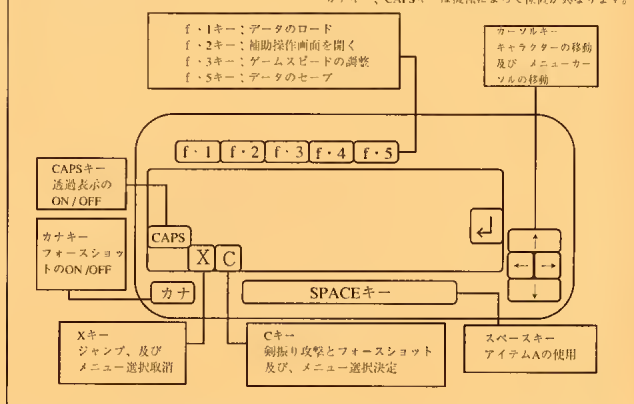 カナキー、CAPSキーは機種によって位置が異なります。
f・1キー：データのロード
f・2キー：補助操作画面を開く
f・3キー：ゲームスピードの調整
f・5キー：データのセーブ
カーソルキー
キャラクターの移動
及び メニューカー
ソルの移動
f・1 f・2 f・3 f・4 f・5
CAPSキー
透過表示の
ON / OFF
カナキー
フォースショッ
トのON /OFF
CAPS
X C
カナ
SPACEキー
↵
↑
← →
↓
Xキー
ジャンプ、及び
メニュー選択取消
Cキー
剣振り攻撃とフォースショット
及び、メニュー選択決定
スペースキー
アイテムAの使用